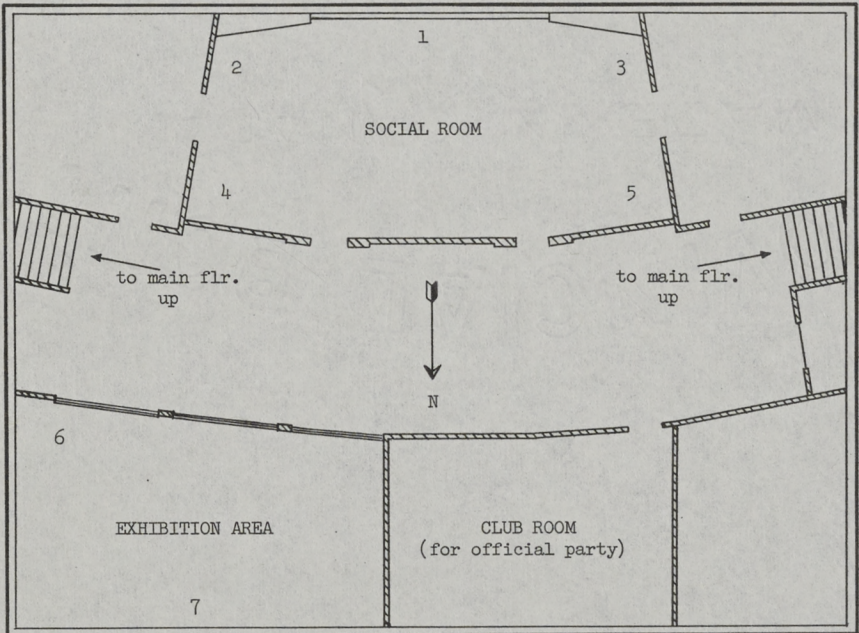 1
2
3
SOCIAL ROOM
4
5
to main flr.
up
to main flr.
up
N
6
EXHIBITION AREA
CLUB ROOM
(for official party)
7